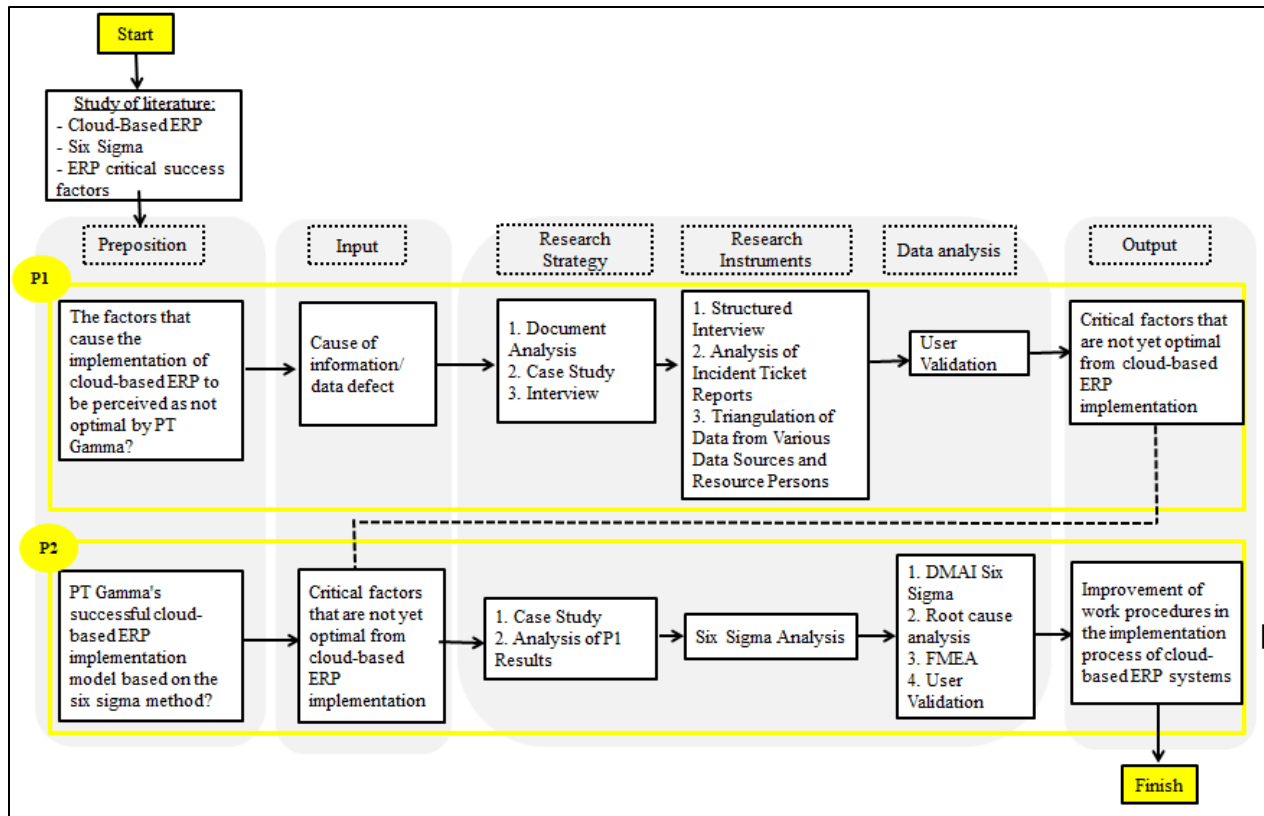 Start
Study of literature:
- Cloud-Based ERP
- Six Sigma
- ERP critical success
factors
Preposition
Input
Research
Strategy
Research
Instruments
Data analysis
Output
P1
The factors that
cause the
implementation of
cloud-based ERP to
be perceived as not
optimal by PT
Gamma?
Cause of
information/
data defect
1. Document
Analysis
2. Case Study
3. Interview
1. Structured
Interview
2. Analysis of
Incident Ticket
Reports
3. Triangulation of
Data from Various
Data Sources and
Resource Persons
User
Validation
Critical factors that
are not yet optimal
from cloud-based
ERP
implementation
P2
PT Gamma's
successful cloud-
based ERP
implementation
model based on the
six sigma method?
Critical factors
that are not yet
optimal from
cloud-based
ERP
implementation
1. Case Study
2. Analysis of P1
Results
Six Sigma Analysis
1. DMAI Six
Sigma
2. Root cause
analysis
3. FMEA
4. User
Validation
Improvement of
work procedures in
the implementation
process of cloud-
based ERP systems
Finish